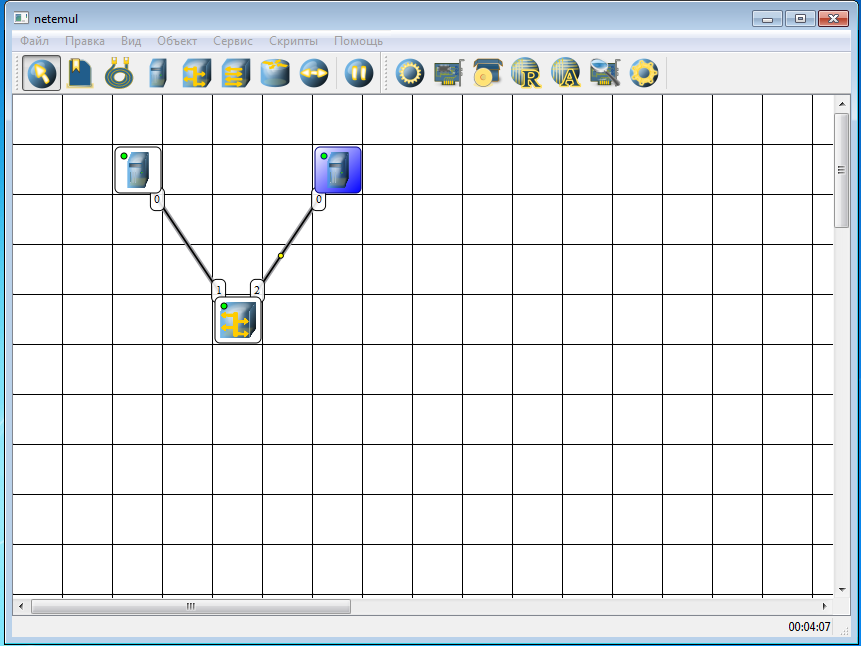 netemul
Файл Правка Вид Объект Сервис Скрипты Помощь
R A
0 0
1 2
00:04:07